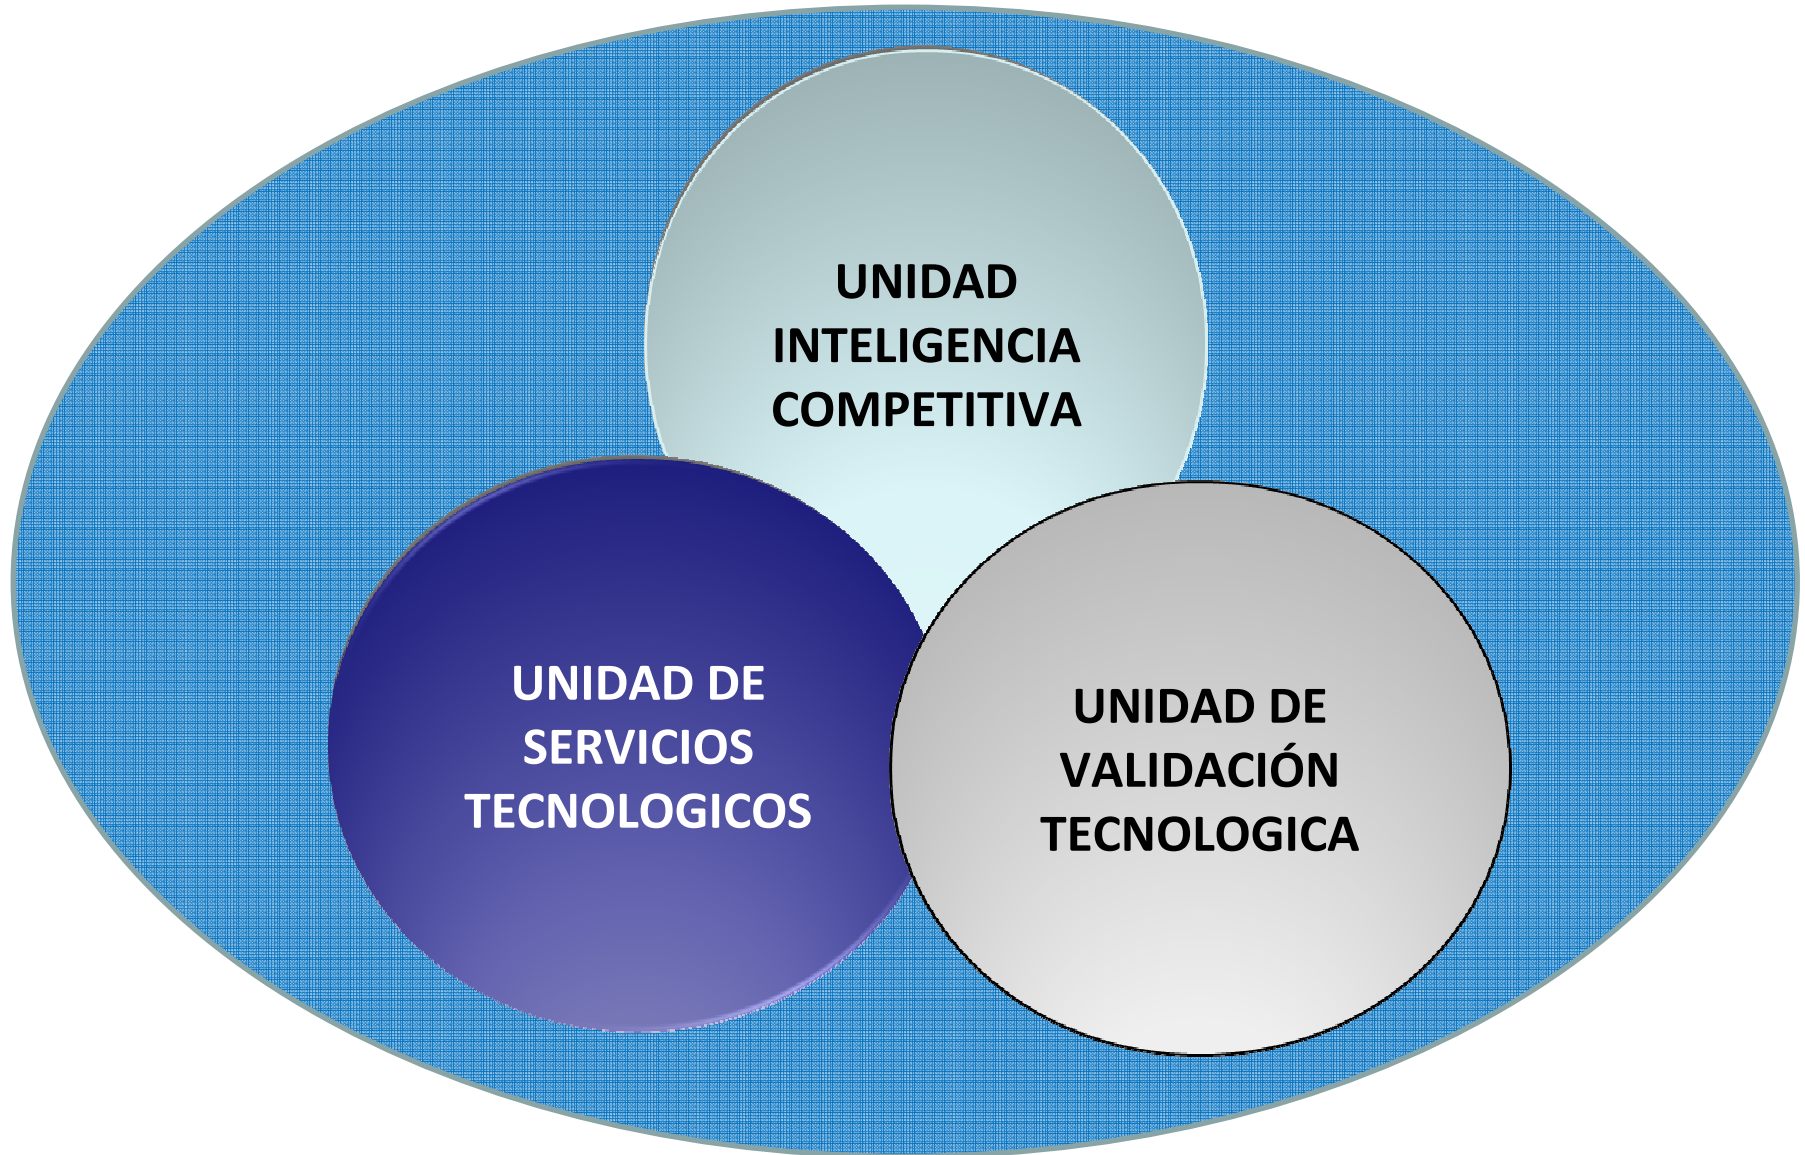 UNIDAD
INTELIGENCIA
COMPETITIVA
UNIDAD DE
SERVICIOS
TECNOLOGICOS
UNIDAD DE
VALIDACIÓN
TECNOLOGICA